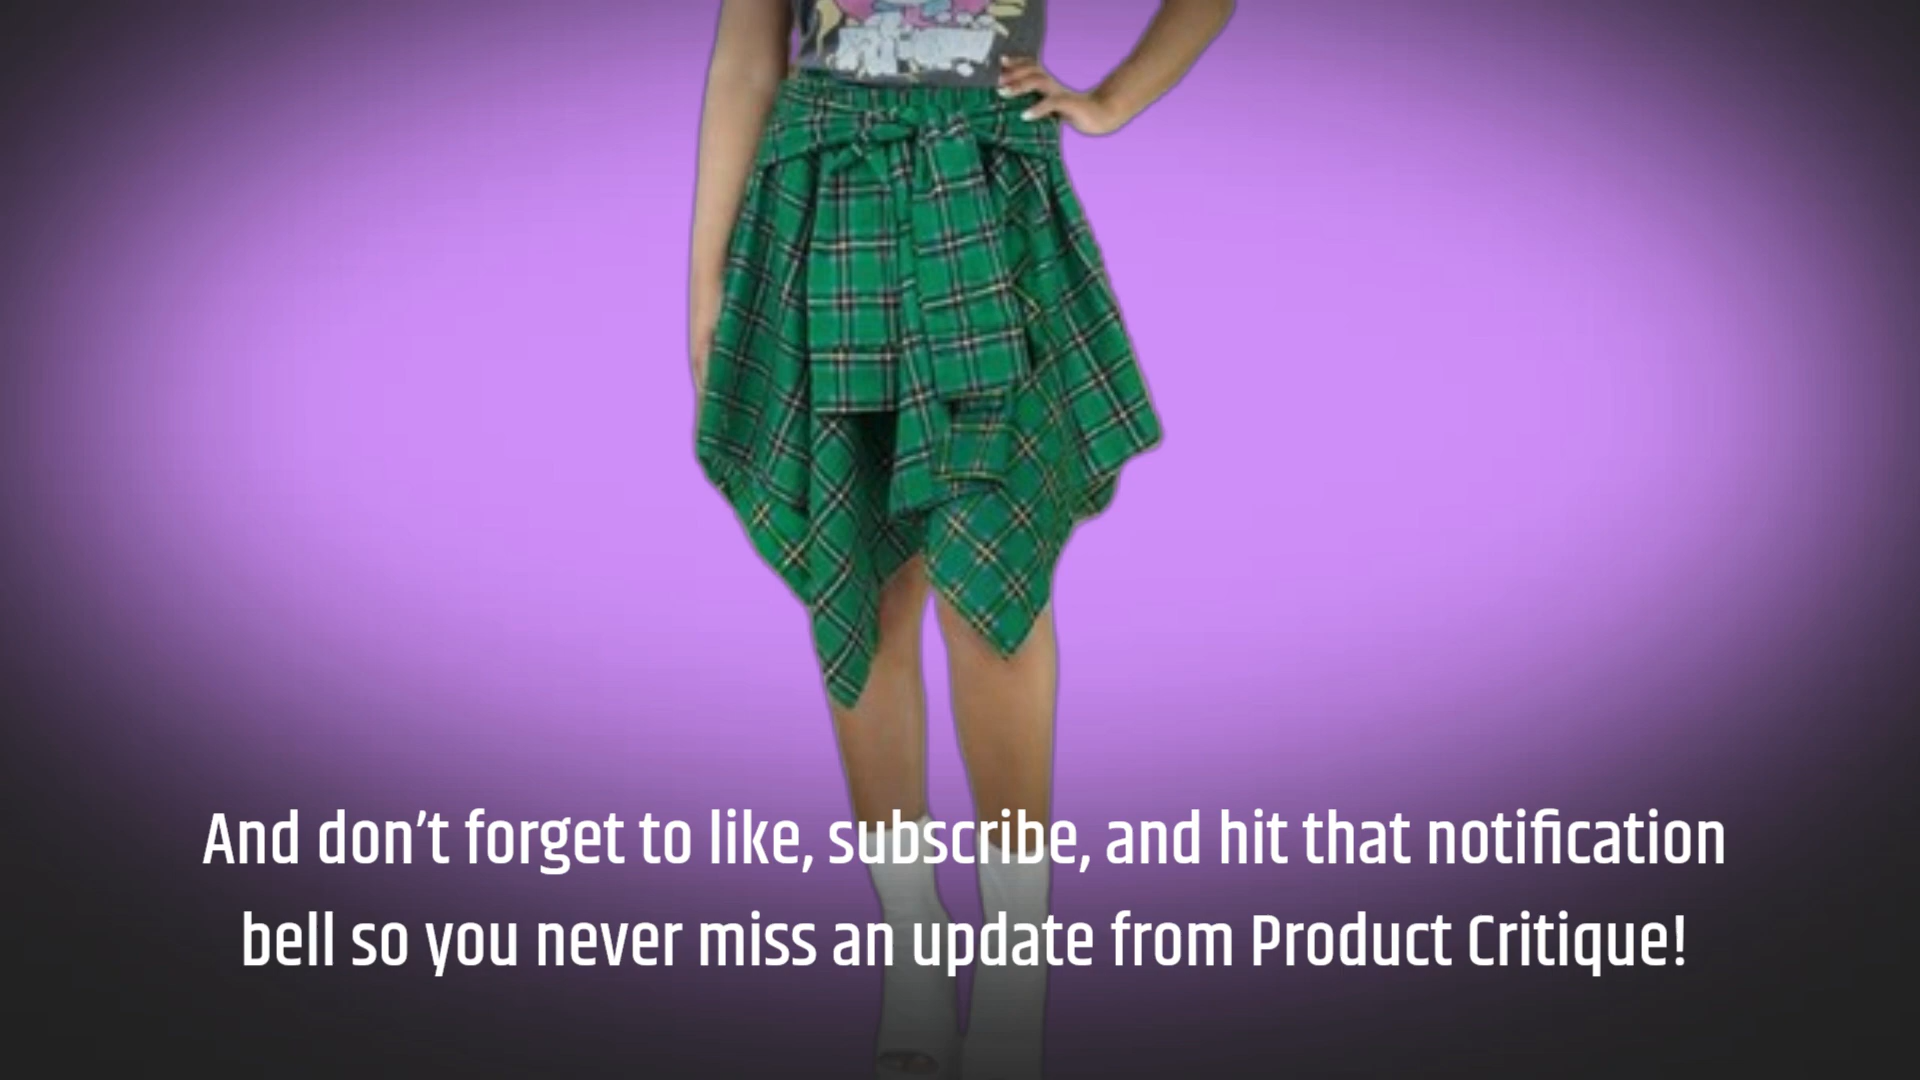 And don’t forget to like, subscribe, and hit that notification
bell so you never miss an update from Product Critique!